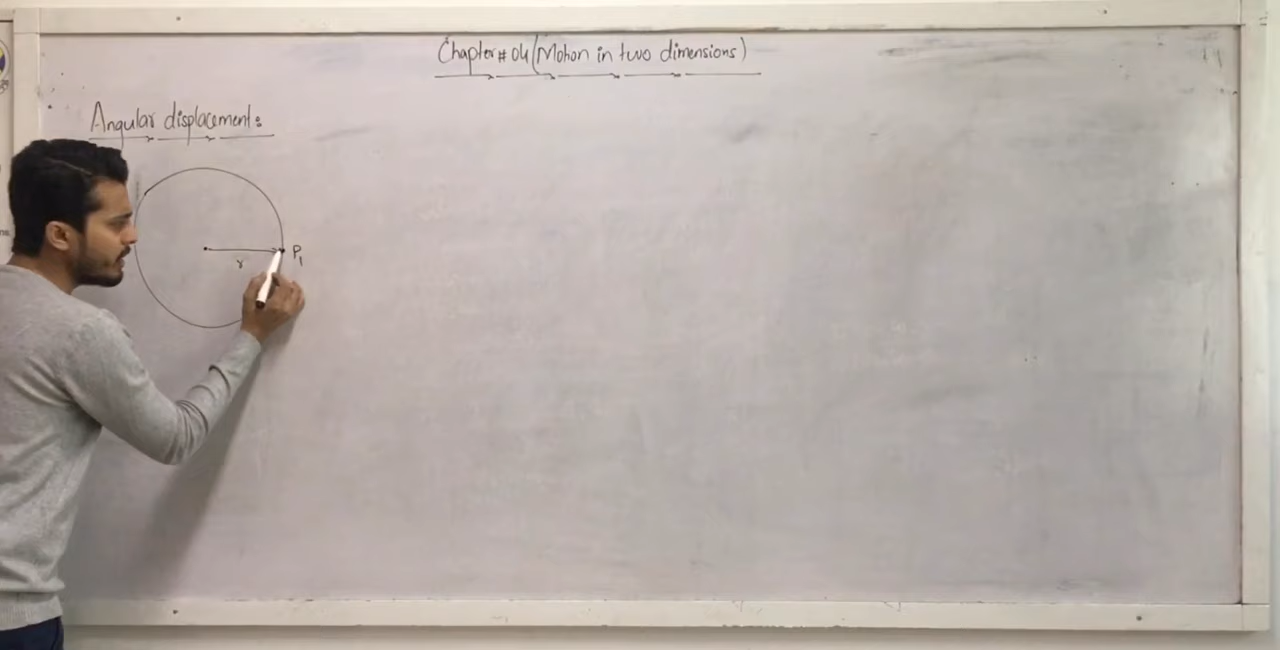 Chapter # 04 (Motion in two dimensions)
Angular displacement:
r P1